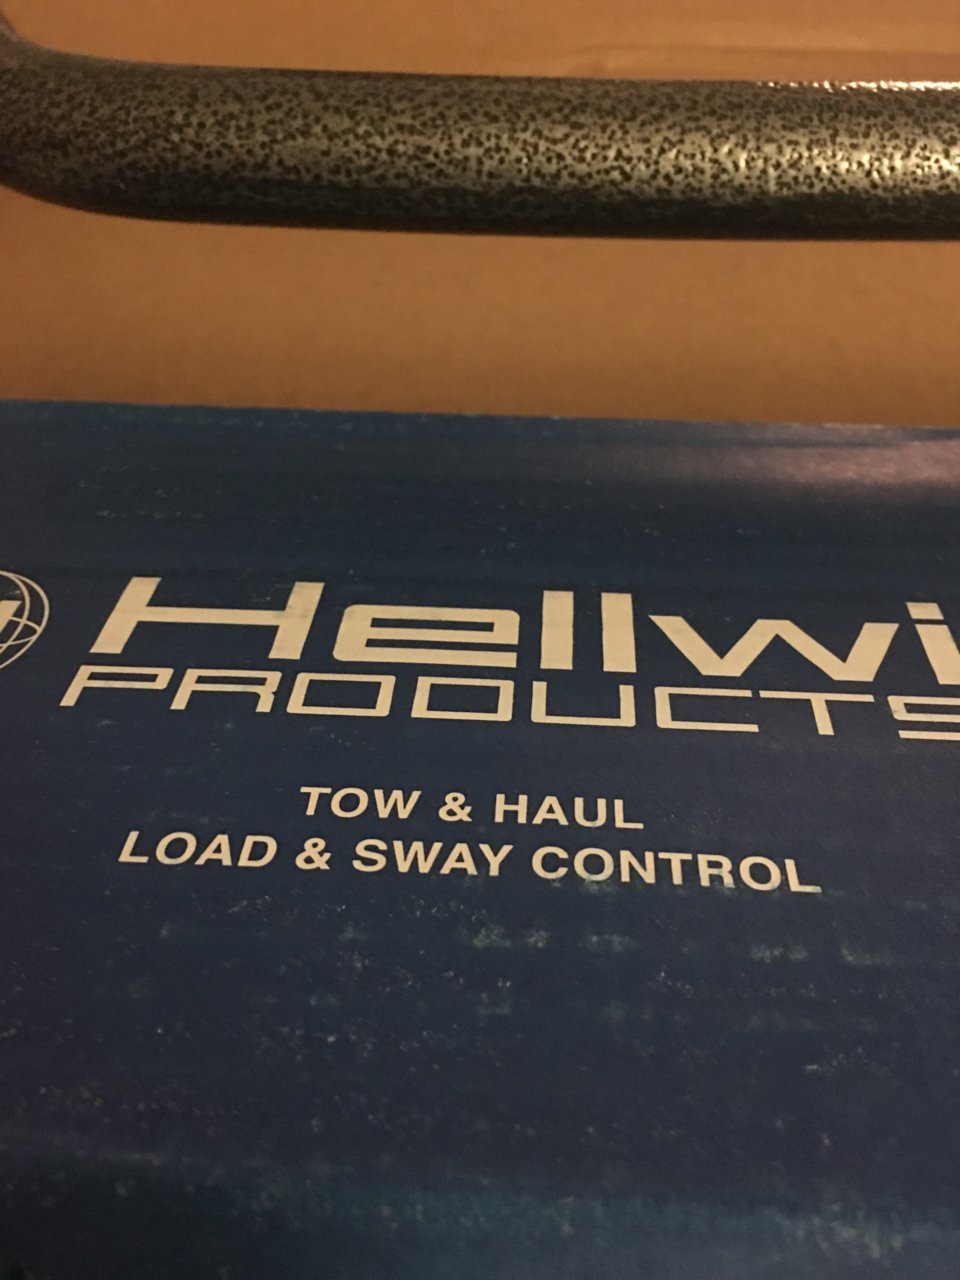 Hellwi
PRODUCTS
TOW & HAUL
LOAD & SWAY CONTROL